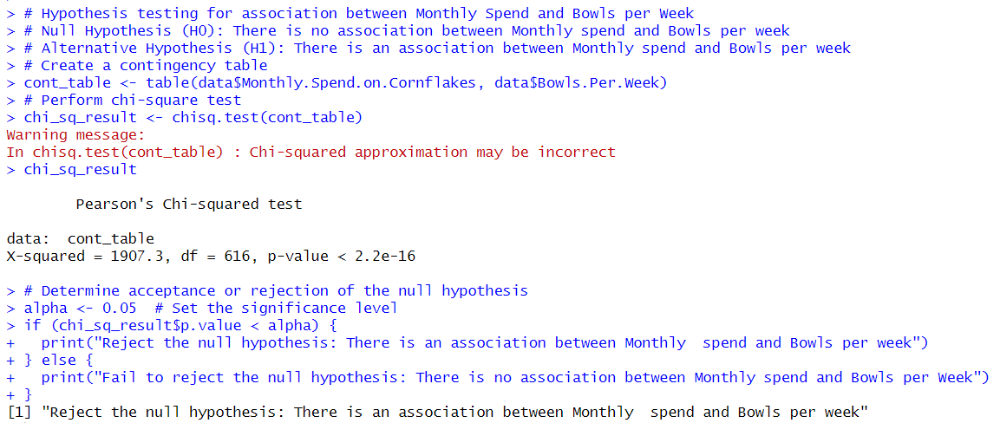 > # Hypothesis testing for association between Monthly Spend and Bowls per Week
> # Null Hypothesis (H0): There is no association between Monthly spend and Bowls per week
> # Alternative Hypothesis (H1): There is an association between Monthly spend and Bowls per week
> # Create a contingency table
> cont_table <- table(data$Monthly.Spend.on.Cornflakes, data$Bowls.Per.Week)
> # Perform chi-square test
> chi_sq_result <- chisq.test(cont_table)
Warning message:
In chisq.test(cont_table) : Chi-squared approximation may be incorrect
> chi_sq_result
        Pearson's Chi-squared test
data:  cont_table
X-squared = 1907.3, df = 616, p-value < 2.2e-16
> # Determine acceptance or rejection of the null hypothesis
> alpha <- 0.05  # Set the significance level
> if (chi_sq_result$p.value < alpha) {
+   print("Reject the null hypothesis: There is an association between Monthly  spend and Bowls per week")
+ } else {
+   print("Fail to reject the null hypothesis: There is no association between Monthly spend and Bowls per Week")
+ }
[1] "Reject the null hypothesis: There is an association between Monthly  spend and Bowls per week"